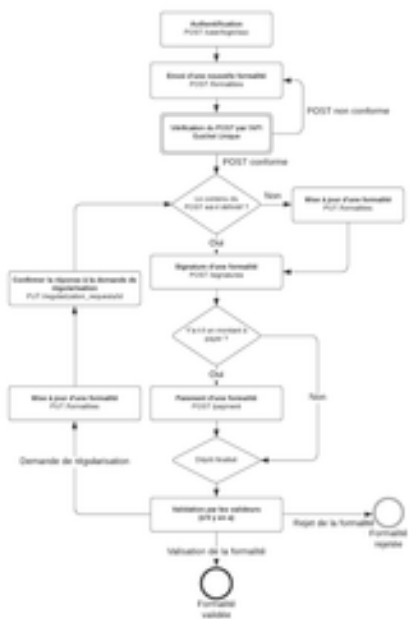 Authentification
POST /user/login/sso
Envoi d'une nouvelle formalité
POST /formalities
POST non conforme
Vérification du POST par INPI
Guichet Unique
POST conforme
Le contenu du
POST est-il définitif ?
Non
Mise à jour d'une formalité
PUT /formalities
Oui
Confirmer la réponse à la demande de
régularisation
Signature d'une formalité
POST /signatures
Y a-t-il un montant à
payer ?
Oui
Non
Mise à jour d'une formalité
PUT /formalities
Paiement d'une formalité
POST /payment
Demande de régularisation
Dépôt finalisé
Validation par les valideurs
(s'il y en a)
Rejet de la formalité
Formalité
rejetée
Validation de la formalité
Formalité
validée